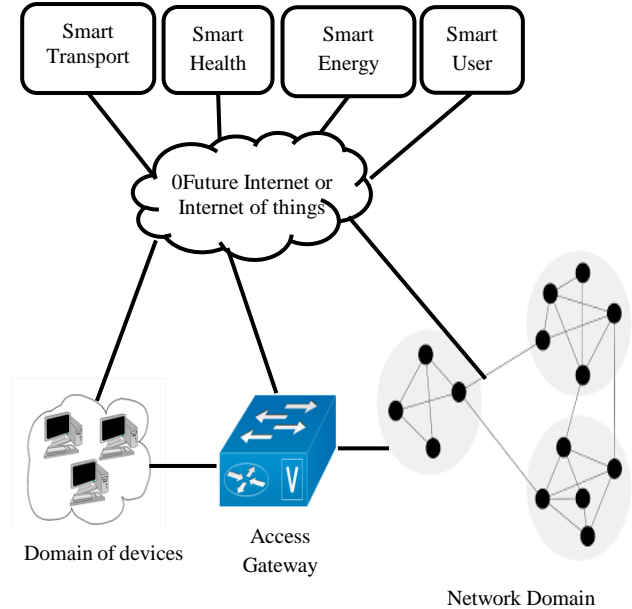 Smart
Transport
Smart
Health
Smart
Energy
Smart
User
0Future Internet or
Internet of things
V
Domain of devices
Access
Gateway
Network Domain